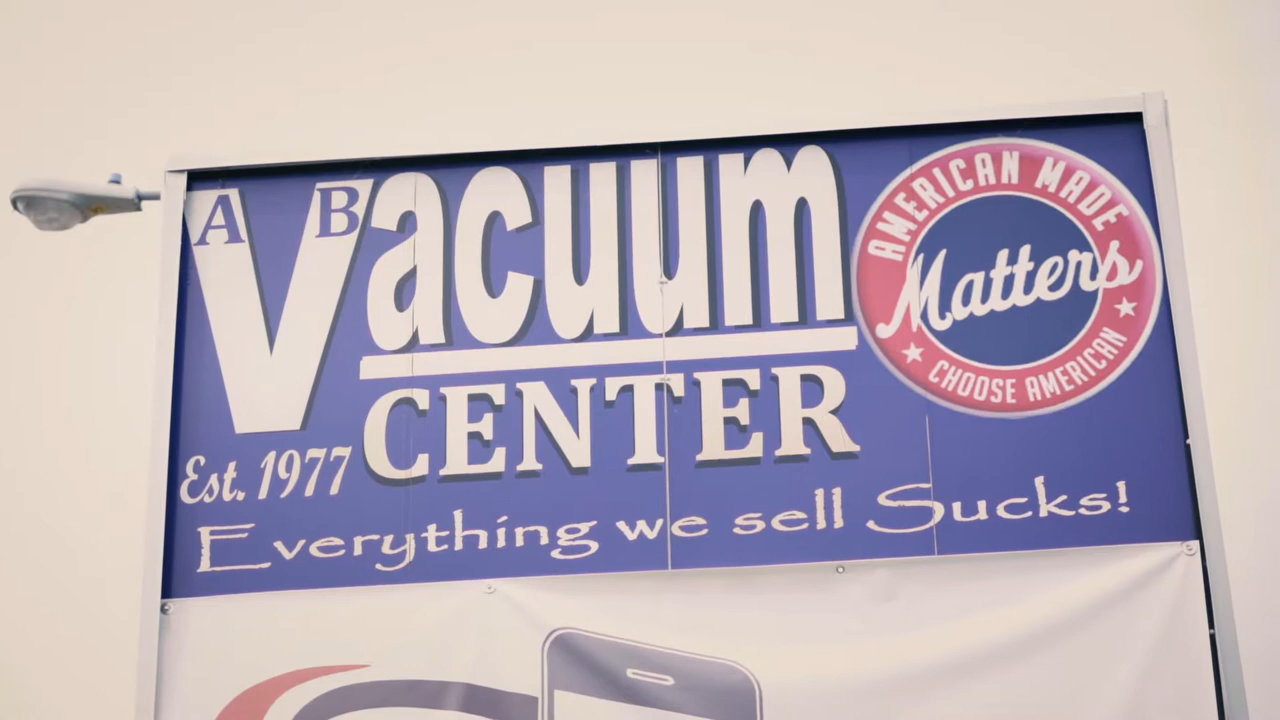 A B
Vacuum
CENTER
Est. 1977
Everything we sell Sucks!
AMERICAN MADE
Matters
★ CHOOSE AMERICAN ★